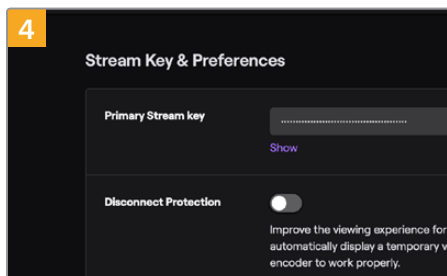 4
Stream Key & Preferences
Primary Stream key
Show
Disconnect Protection
Improve the viewing experience for
automatically display a temporary v
encoder to work properly.